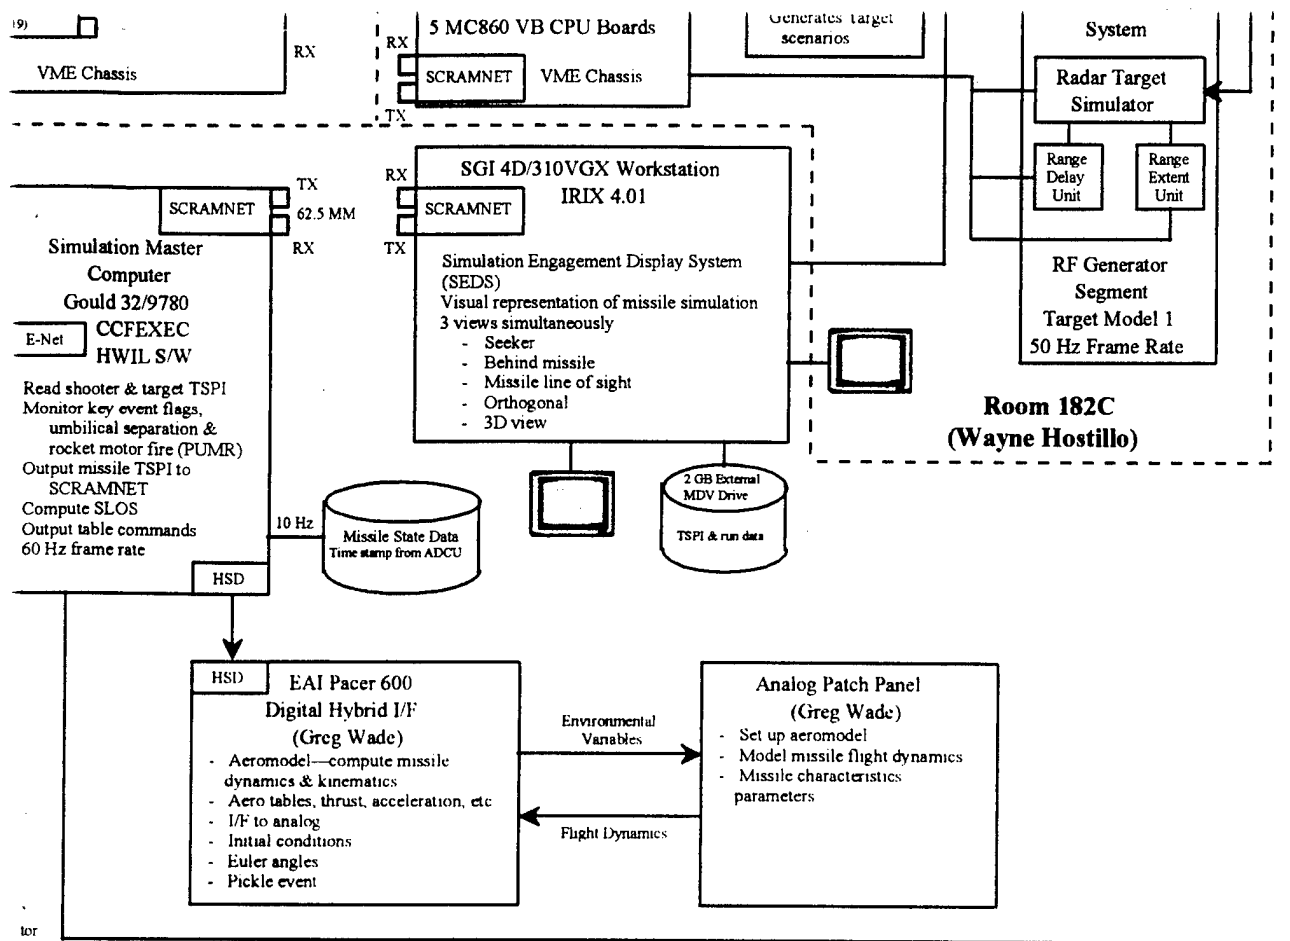 19)
VME Chassis
RX
5 MC860 VB CPU Boards
RX
SCRAMNET
VME Chassis
TX
Generates Target
scenarios
System
Radar Target
Simulator
Range
Delay
Unit
Range
Extent
Unit
RF Generator
Segment
Target Model 1
50 Hz Frame Rate
Room 182C
(Wayne Hostillo)
SCRAMNET
TX
62.5 MM
RX
Simulation Master
Computer
Gould 32/9780
CCFEXEC
HWIL S/W
E-Net
Read shooter & target TSPI
Monitor key event flags,
umbilical separation &
rocket motor fire (PUMR)
Output missile TSPI to
SCRAMNET
Compute SLOS
Output table commands
60 Hz frame rate
HSD
10 Hz
Missile State Data
Time stamp from ADCU
SGI 4D/310VGX Workstation
IRIX 4.01
RX
SCRAMNET
TX
Simulation Engagement Display System
(SEDS)
Visual representation of missile simulation
3 views simultaneously
- Seeker
- Behind missile
- Missile line of sight
- Orthogonal
- 3D view
2 GB External
MDV Drive
TSPI & run data
HSD
EAI Pacer 600
Digital Hybrid I/F
(Greg Wade)
- Aeromodel—compute missile
dynamics & kinematics
- Aero tables, thrust, acceleration, etc
- I/F to analog
- Initial conditions
- Euler angles
- Pickle event
Environmental
Variables
Flight Dynamics
Analog Patch Panel
(Greg Wade)
- Set up aeromodel
- Model missile flight dynamics
- Missile characteristics
parameters
tor